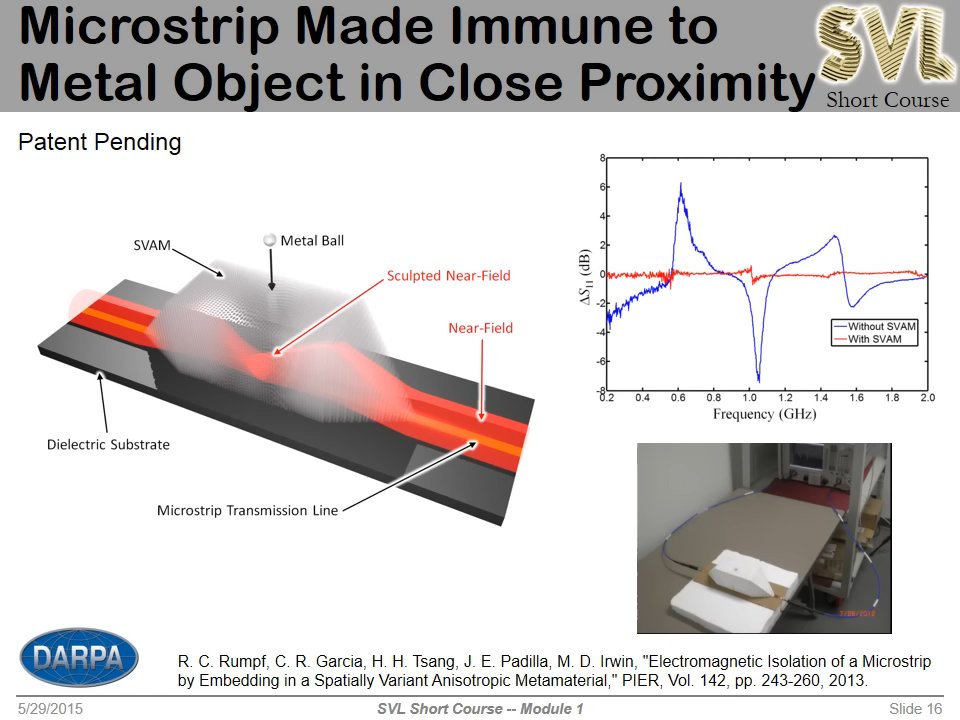 Microstrip Made Immune to
Metal Object in Close Proximity
SVL
Short Course
Patent Pending
SVAM
Metal Ball
Sculpted Near-Field
Near-Field
Dielectric Substrate
Microstrip Transmission Line
8
6
4
2
0
-2
-4
-6
-8
ΔS11 (dB)
Without SVAM
With SVAM
0.2 0.4 0.6 0.8 1.0 1.2 1.4 1.6 1.8 2.0
Frequency (GHz)
7/26/2012
DARPA
R. C. Rumpf, C. R. Garcia, H. H. Tsang, J. E. Padilla, M. D. Irwin, "Electromagnetic Isolation of a Microstrip
by Embedding in a Spatially Variant Anisotropic Metamaterial," PIER, Vol. 142, pp. 243-260, 2013.
5/29/2015
SVL Short Course -- Module 1
Slide 16